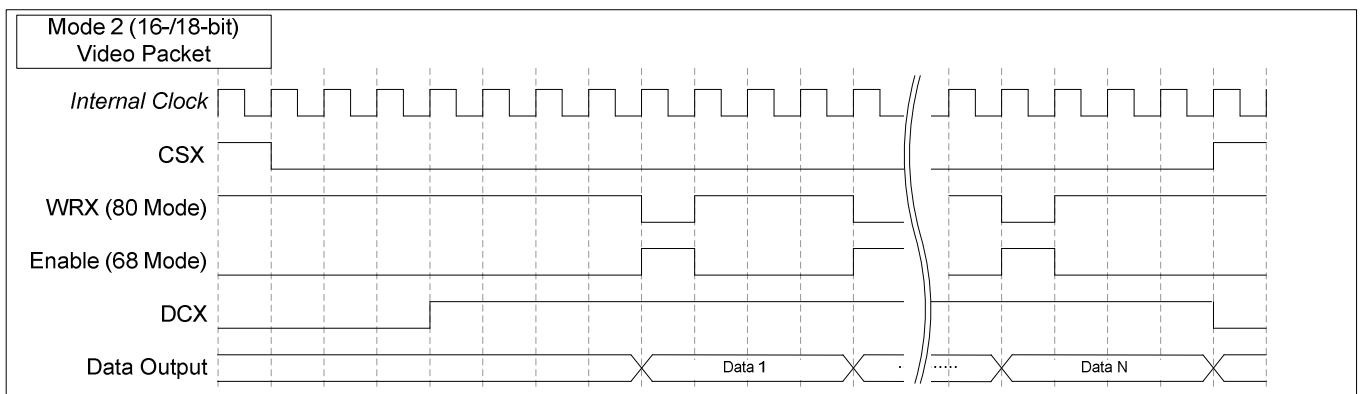 Mode 2 (16-/18-bit)
Video Packet
Internal Clock
CSX
WRX (80 Mode)
Enable (68 Mode)
DCX
Data Output
Data 1
. .....
Data N